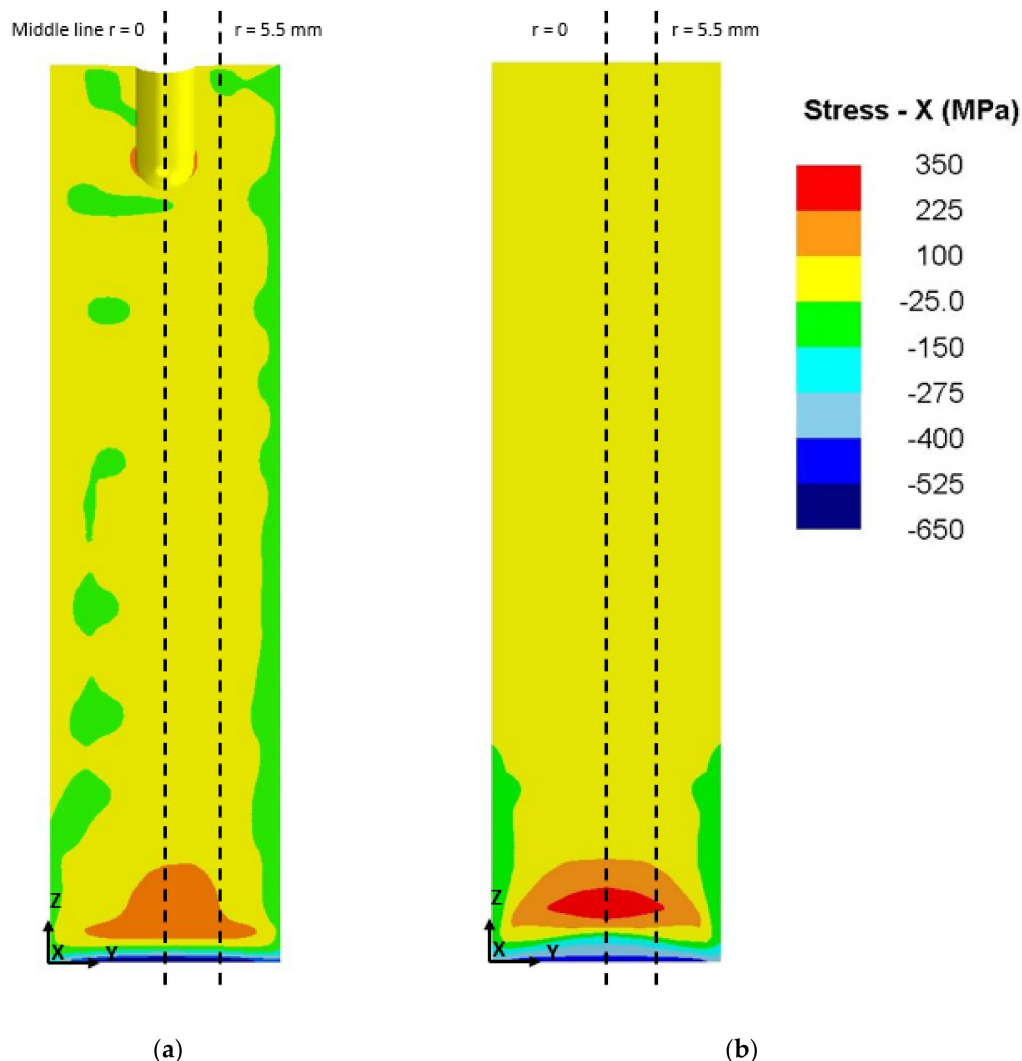 Middle line r = 0
r = 5.5 mm
r = 0
r = 5.5 mm
Stress - X (MPa)
350
225
100
-25.0
-150
-275
-400
-525
-650
Z
X Y
Z
X Y
(a)
(b)